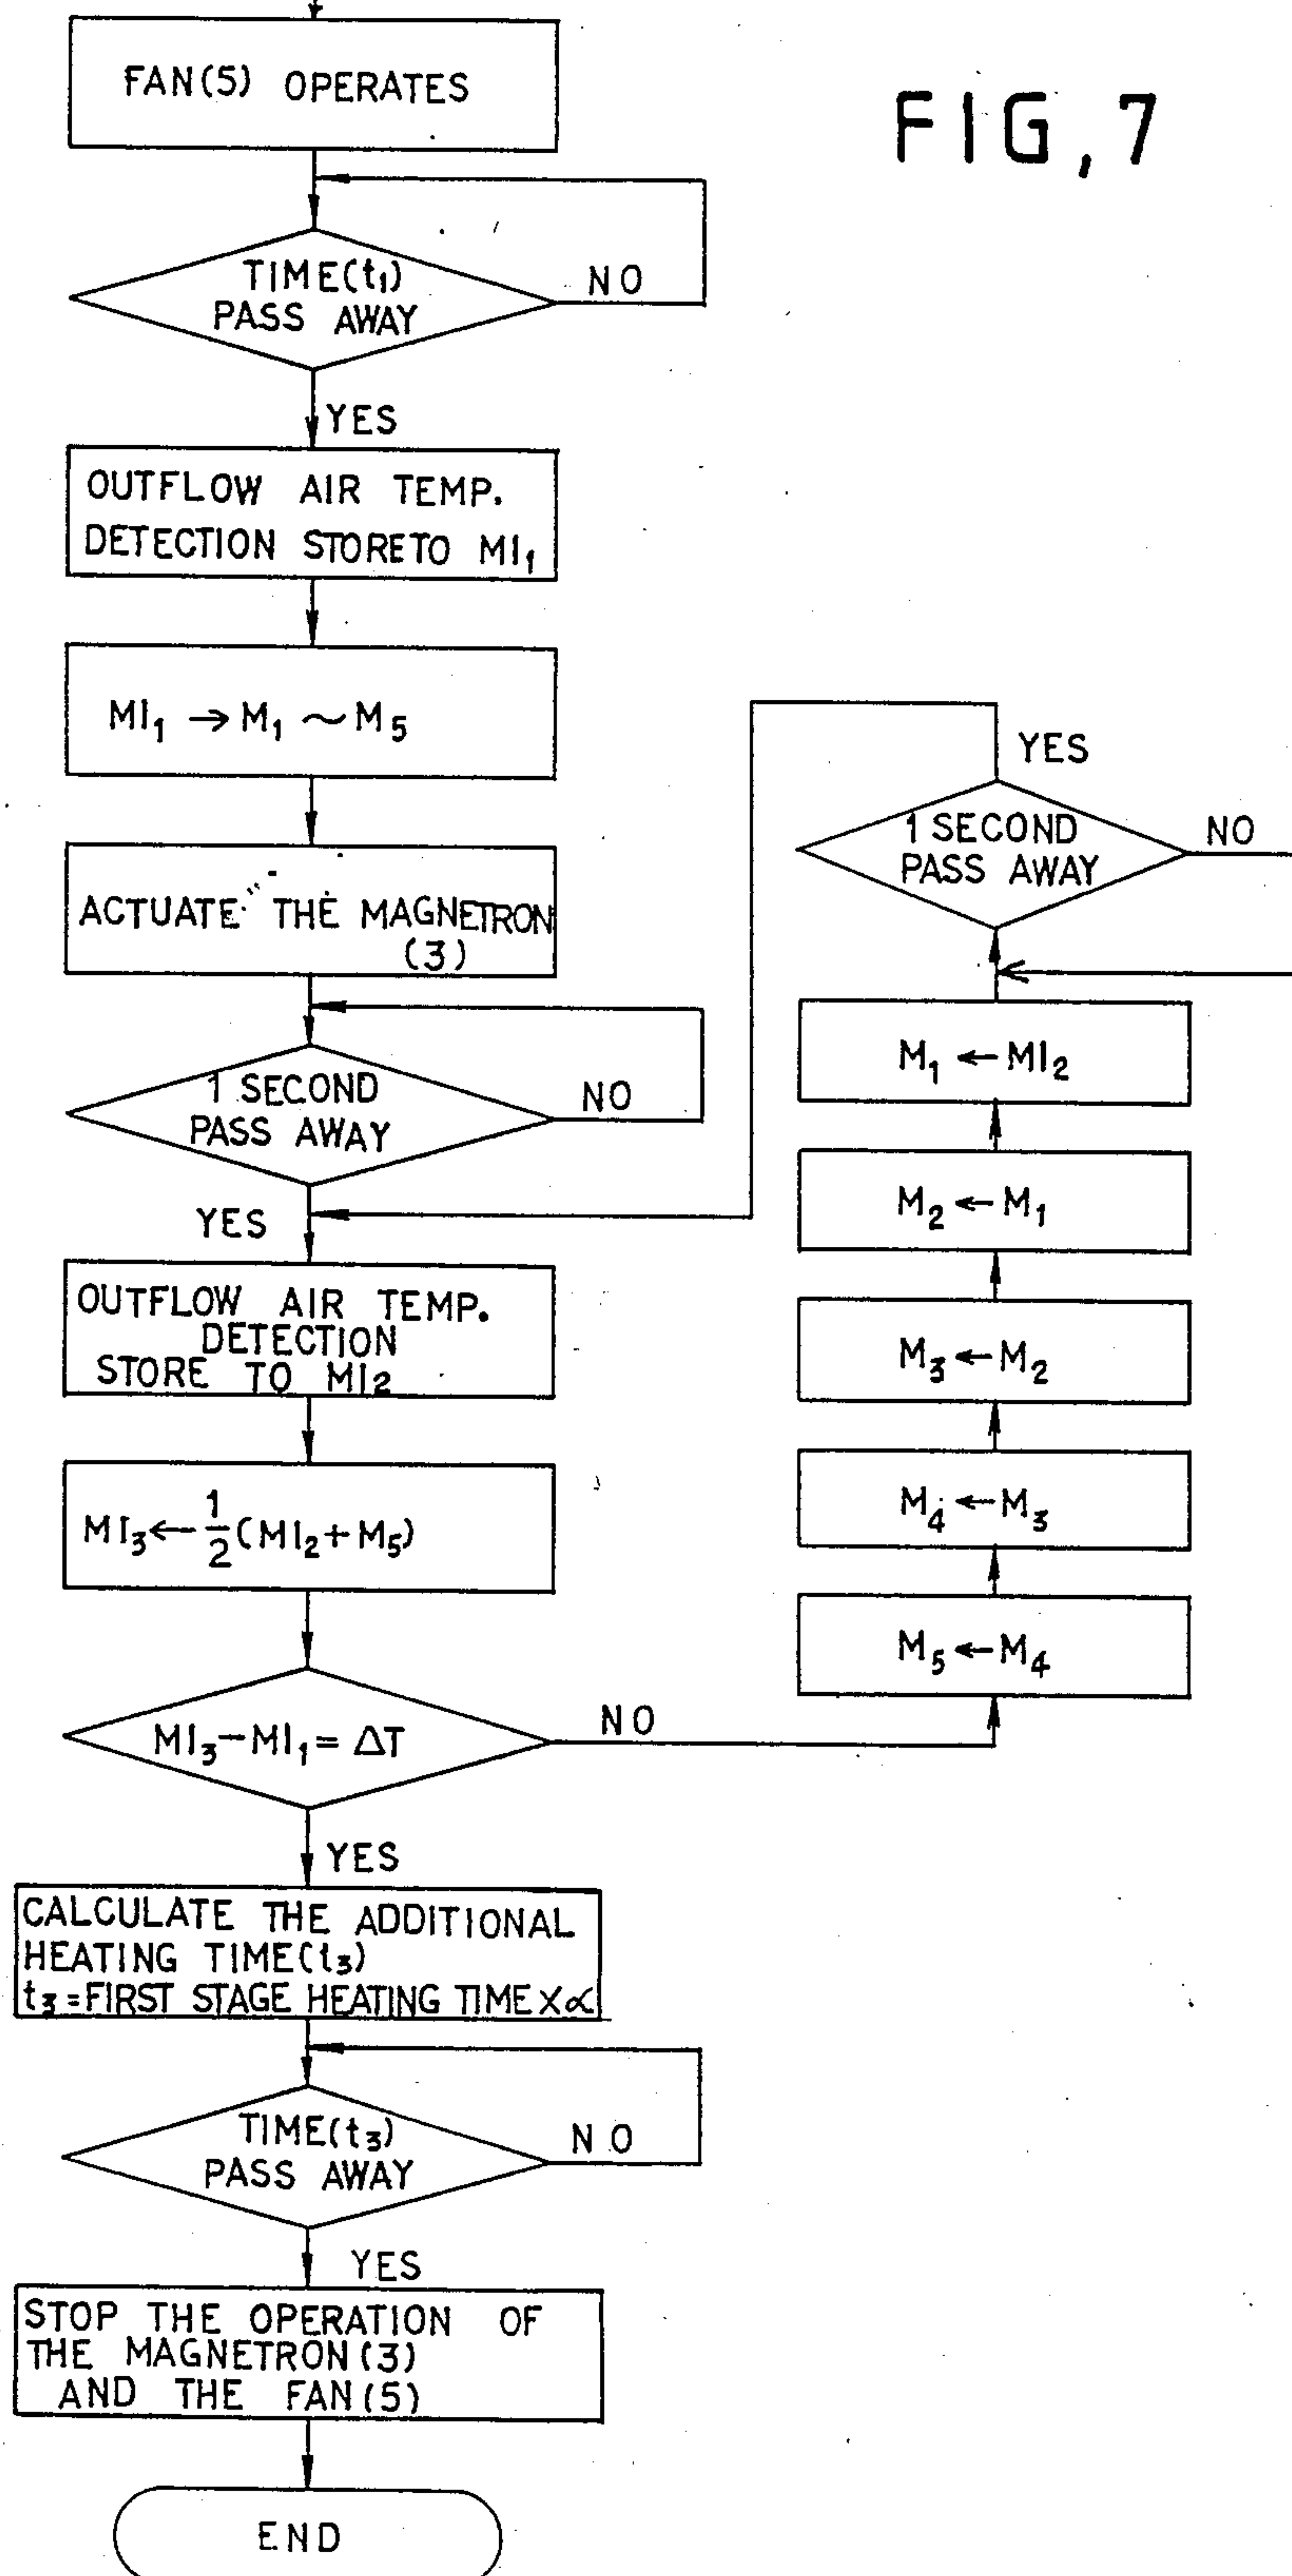 FIG,7
FAN(5) OPERATES
TIME(t₁)
PASS AWAY
NO
YES
OUTFLOW AIR TEMP.
DETECTION STORE TO MI₁
MI₁ → M₁ ~ M₅
ACTUATE THE MAGNETRON
(3)
1 SECOND
PASS AWAY
NO
YES
OUTFLOW AIR TEMP.
DETECTION
STORE TO MI₂
MI₃ ← 1/2 (MI₂ + M₅)
MI₃ − MI₁ = ΔT
NO
M₅ ← M₄
M₄ ← M₃
M₃ ← M₂
M₂ ← M₁
M₁ ← MI₂
1 SECOND
PASS AWAY
NO
YES
YES
CALCULATE THE ADDITIONAL
HEATING TIME(t₃)
t₃ = FIRST STAGE HEATING TIME X α
TIME(t₃)
PASS AWAY
NO
YES
STOP THE OPERATION OF
THE MAGNETRON(3)
AND THE FAN(5)
END